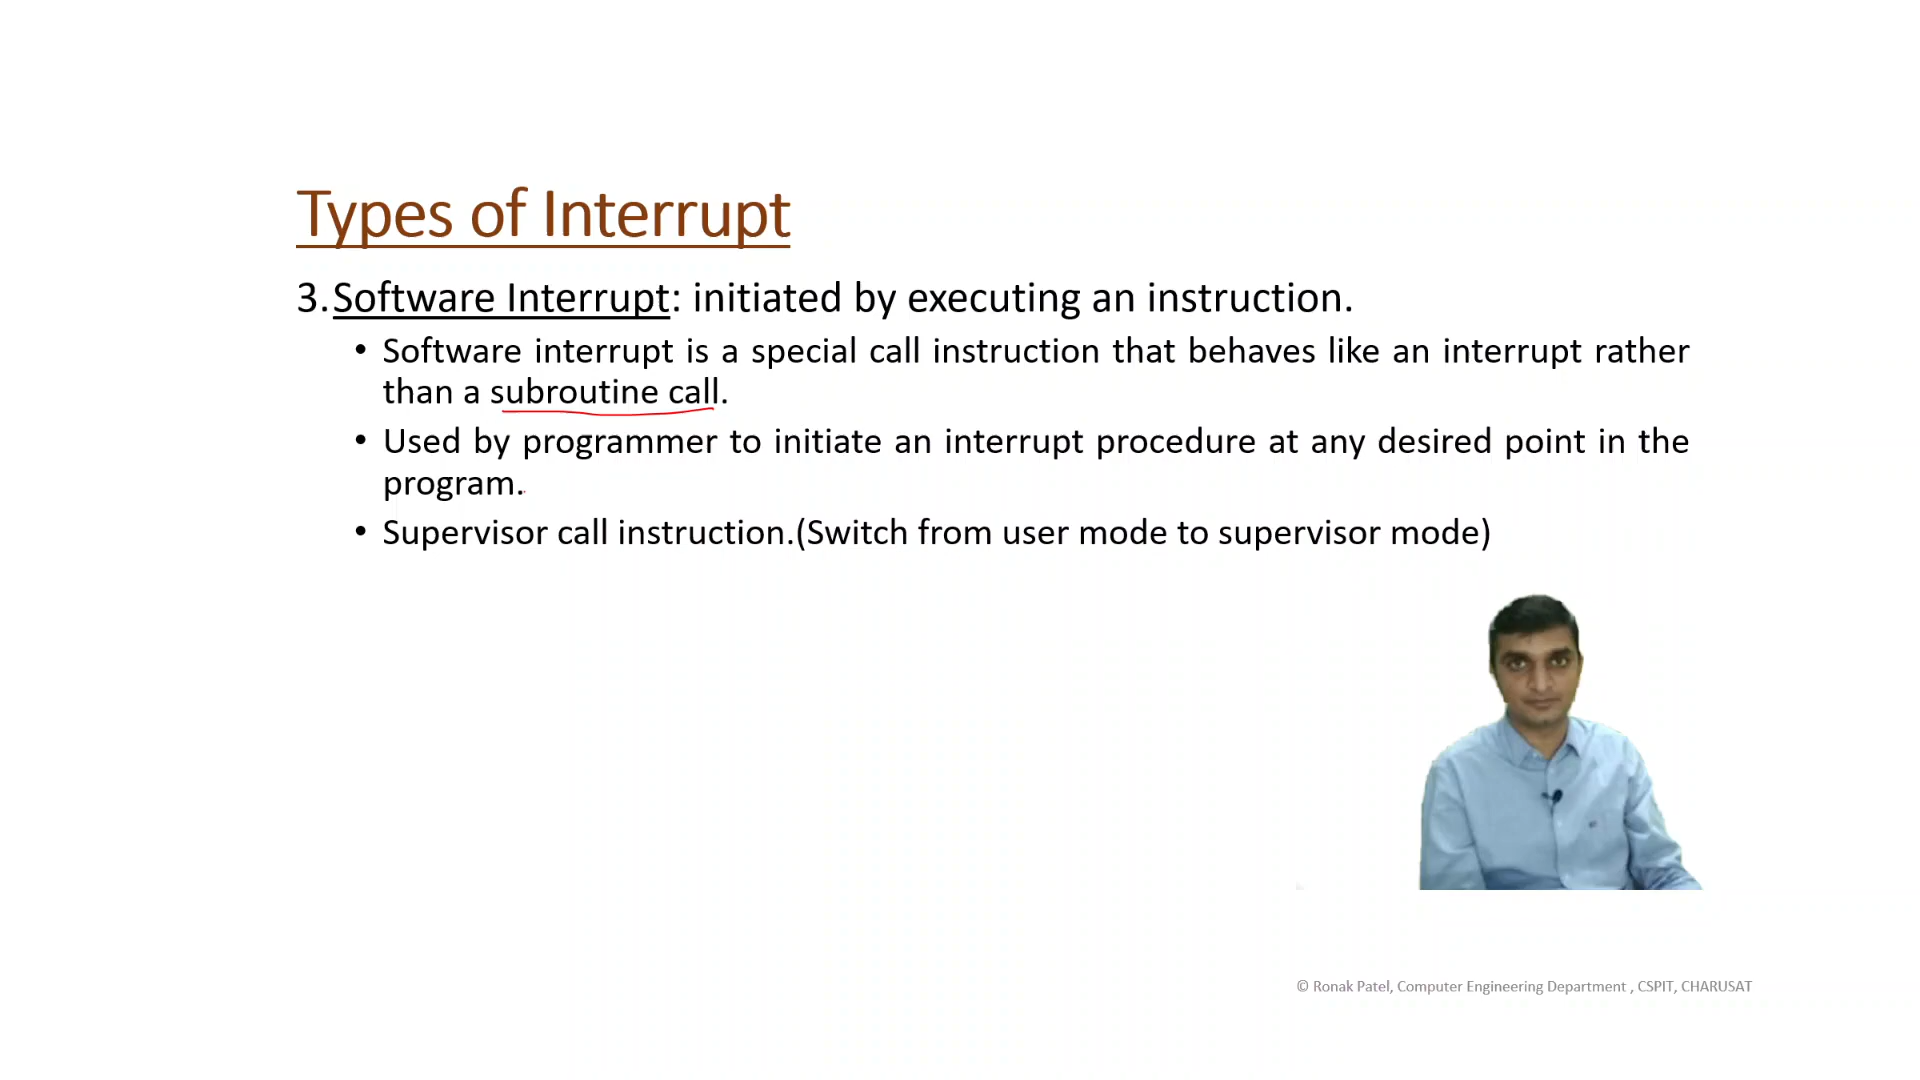 Types of Interrupt
3.Software Interrupt: initiated by executing an instruction.
• Software interrupt is a special call instruction that behaves like an interrupt rather
than a subroutine call.
• Used by programmer to initiate an interrupt procedure at any desired point in the
program.
• Supervisor call instruction.(Switch from user mode to supervisor mode)
© Ronak Patel, Computer Engineering Department , CSPIT, CHARUSAT